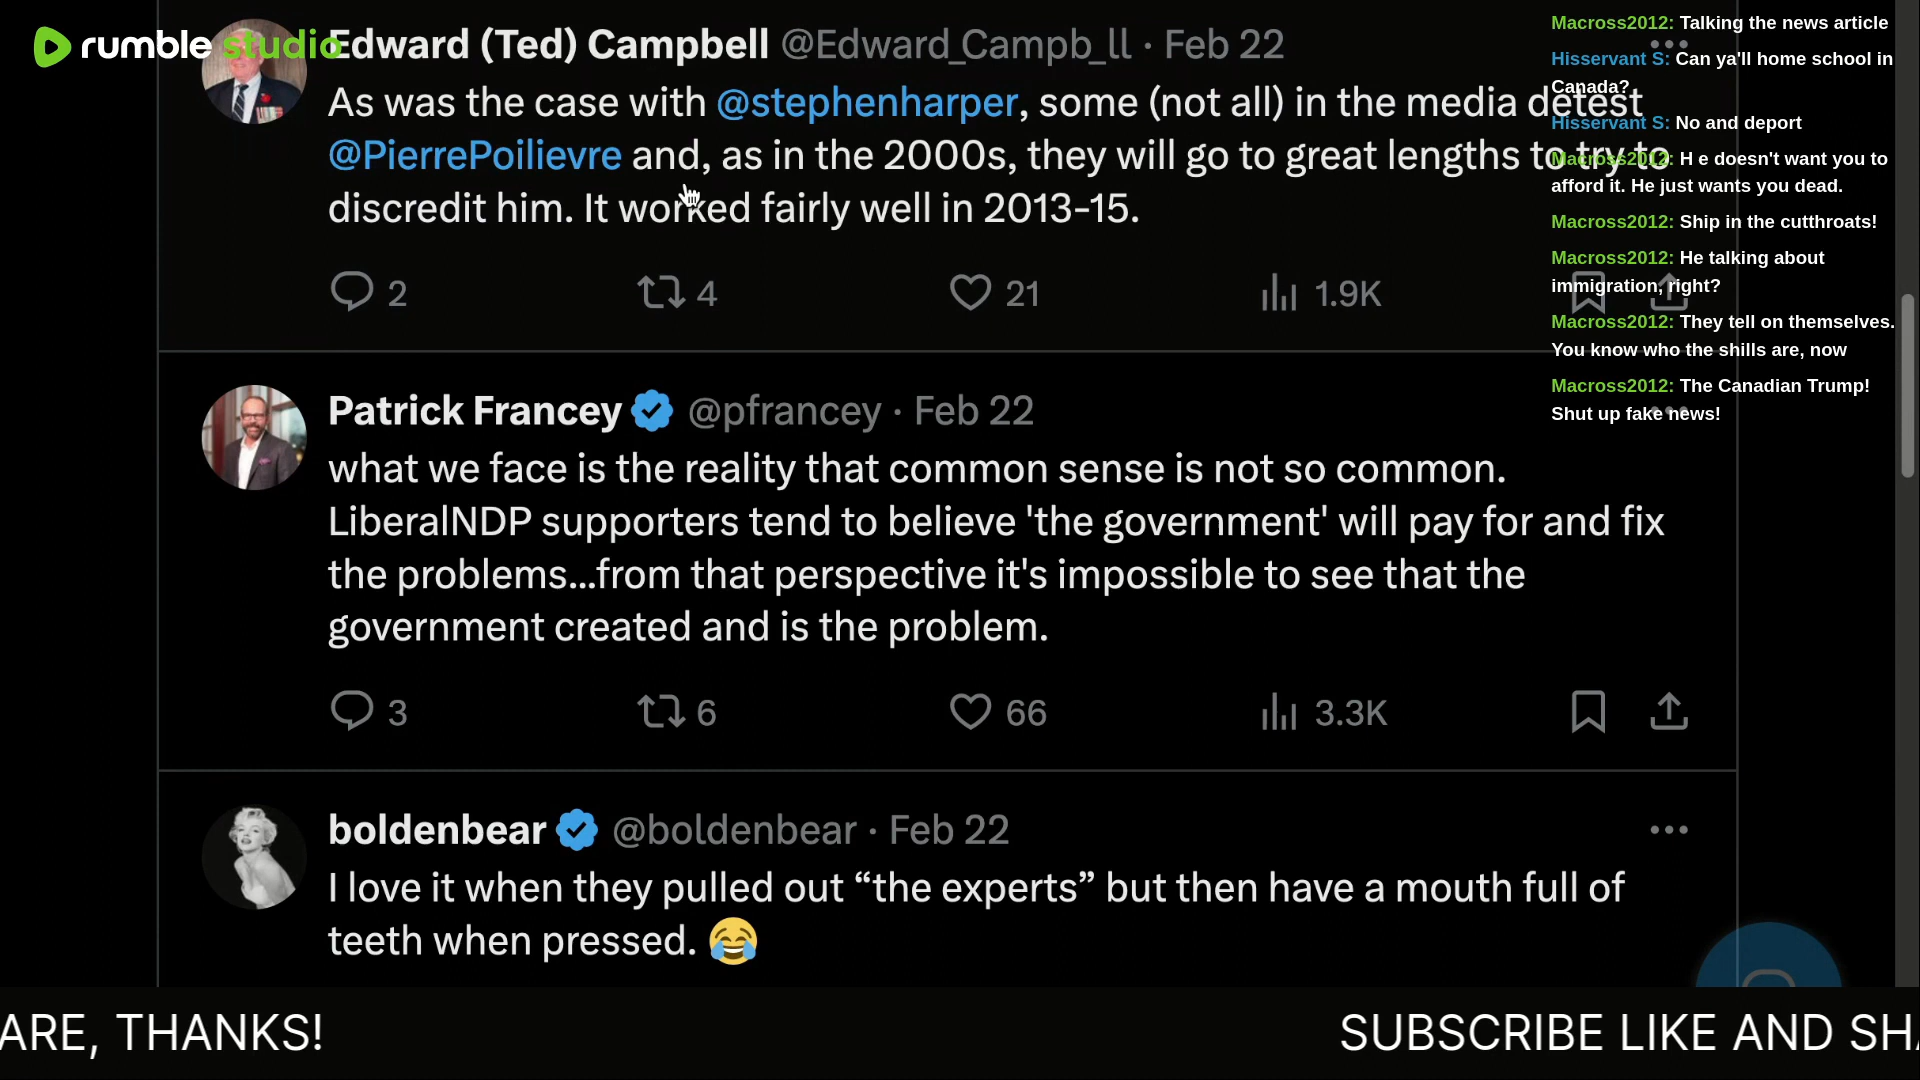 rumble studio
Edward (Ted) Campbell @Edward_Campb_ll · Feb 22
As was the case with @stephenharper, some (not all) in the media detest
@PierrePoilievre and, as in the 2000s, they will go to great lengths to try to
discredit him. It worked fairly well in 2013-15.
2 4 21 1.9K
Patrick Francey @pfrancey · Feb 22
what we face is the reality that common sense is not so common.
LiberalNDP supporters tend to believe 'the government' will pay for and fix
the problems...from that perspective it's impossible to see that the
government created and is the problem.
3 6 66 3.3K
boldenbear @boldenbear · Feb 22
I love it when they pulled out “the experts” but then have a mouth full of
teeth when pressed. 😂
Macross2012: Talking the news article
Hisservant S: Can ya'll home school in
Canada?
Hisservant S: No and deport
Macross2012: H e doesn't want you to
afford it. He just wants you dead.
Macross2012: Ship in the cutthroats!
Macross2012: He talking about
immigration, right?
Macross2012: They tell on themselves.
You know who the shills are, now
Macross2012: The Canadian Trump!
Shut up fake news!
ARE, THANKS! SUBSCRIBE LIKE AND SHA